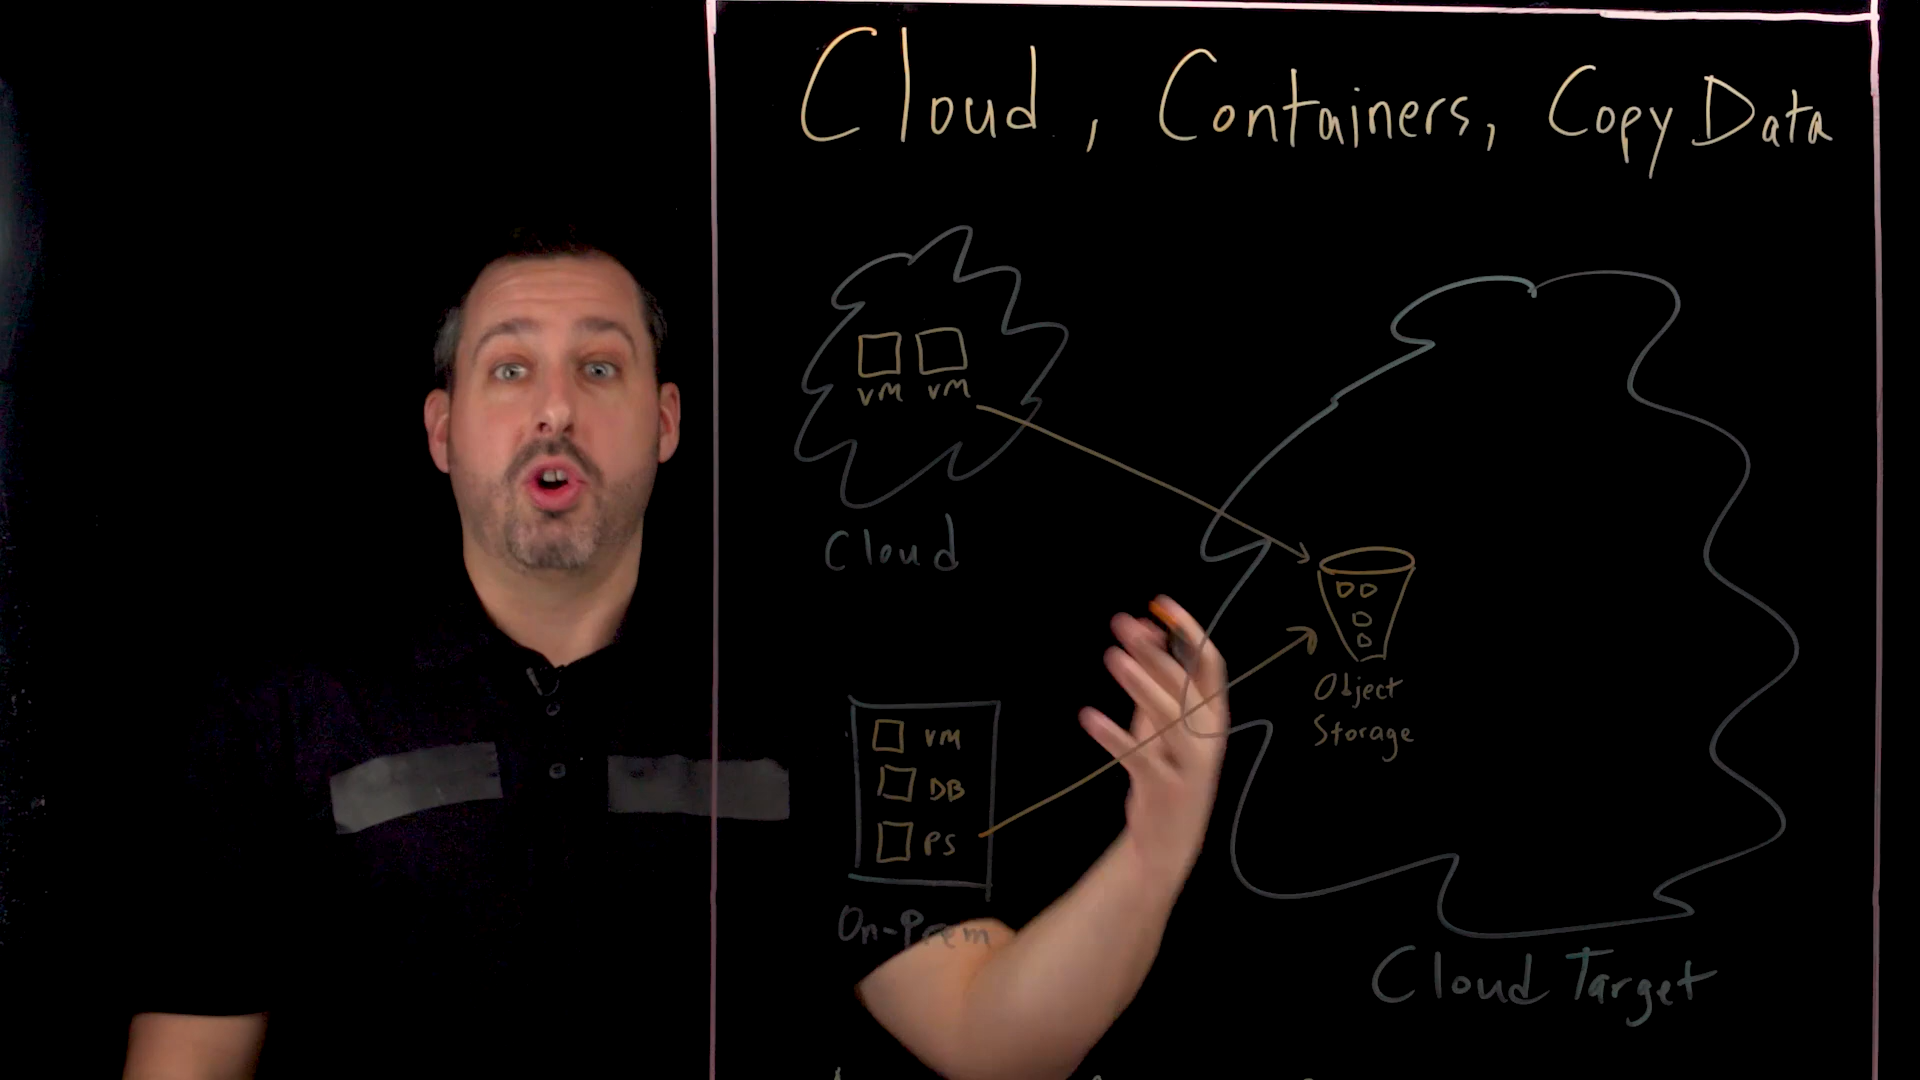 Cloud, Containers, Copy Data
VM VM
Cloud
Object
Storage
VM
DB
PS
On-Prem
Cloud Target